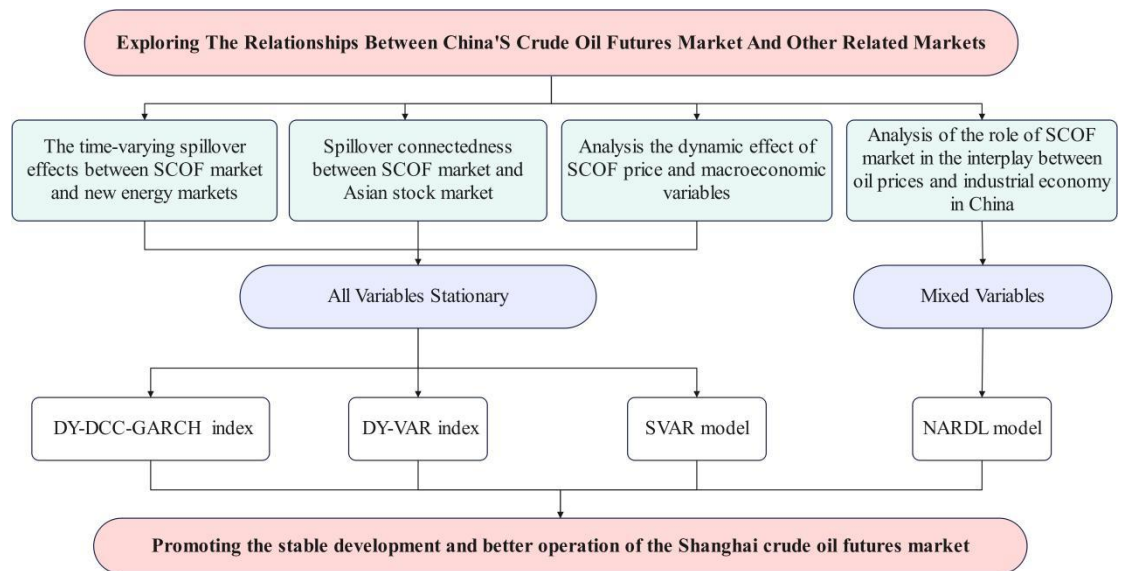 Exploring The Relationships Between China'S Crude Oil Futures Market And Other Related Markets
The time-varying spillover
effects between SCOF market
and new energy markets
Spillover connectedness
between SCOF market and
Asian stock market
Analysis the dynamic effect of
SCOF price and macroeconomic
variables
Analysis of the role of SCOF
market in the interplay between
oil prices and industrial economy
in China
All Variables Stationary
Mixed Variables
DY-DCC-GARCH index
DY-VAR index
SVAR model
NARDL model
Promoting the stable development and better operation of the Shanghai crude oil futures market